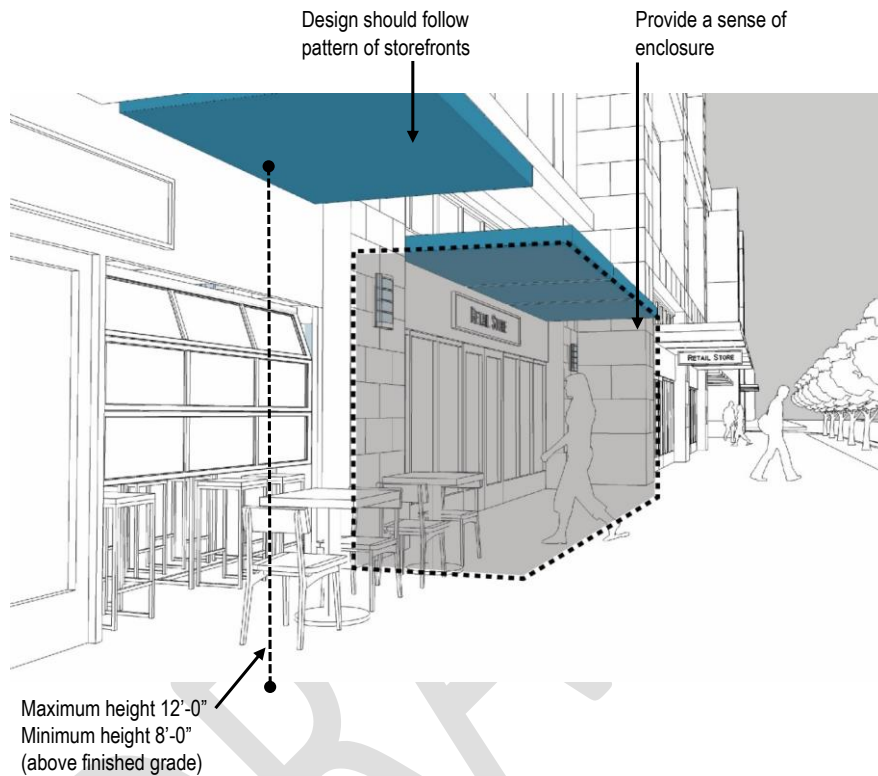 Design should follow
pattern of storefronts
Provide a sense of
enclosure
RETAIL STORE
RETAIL STORE
Maximum height 12’-0”
Minimum height 8’-0”
(above finished grade)